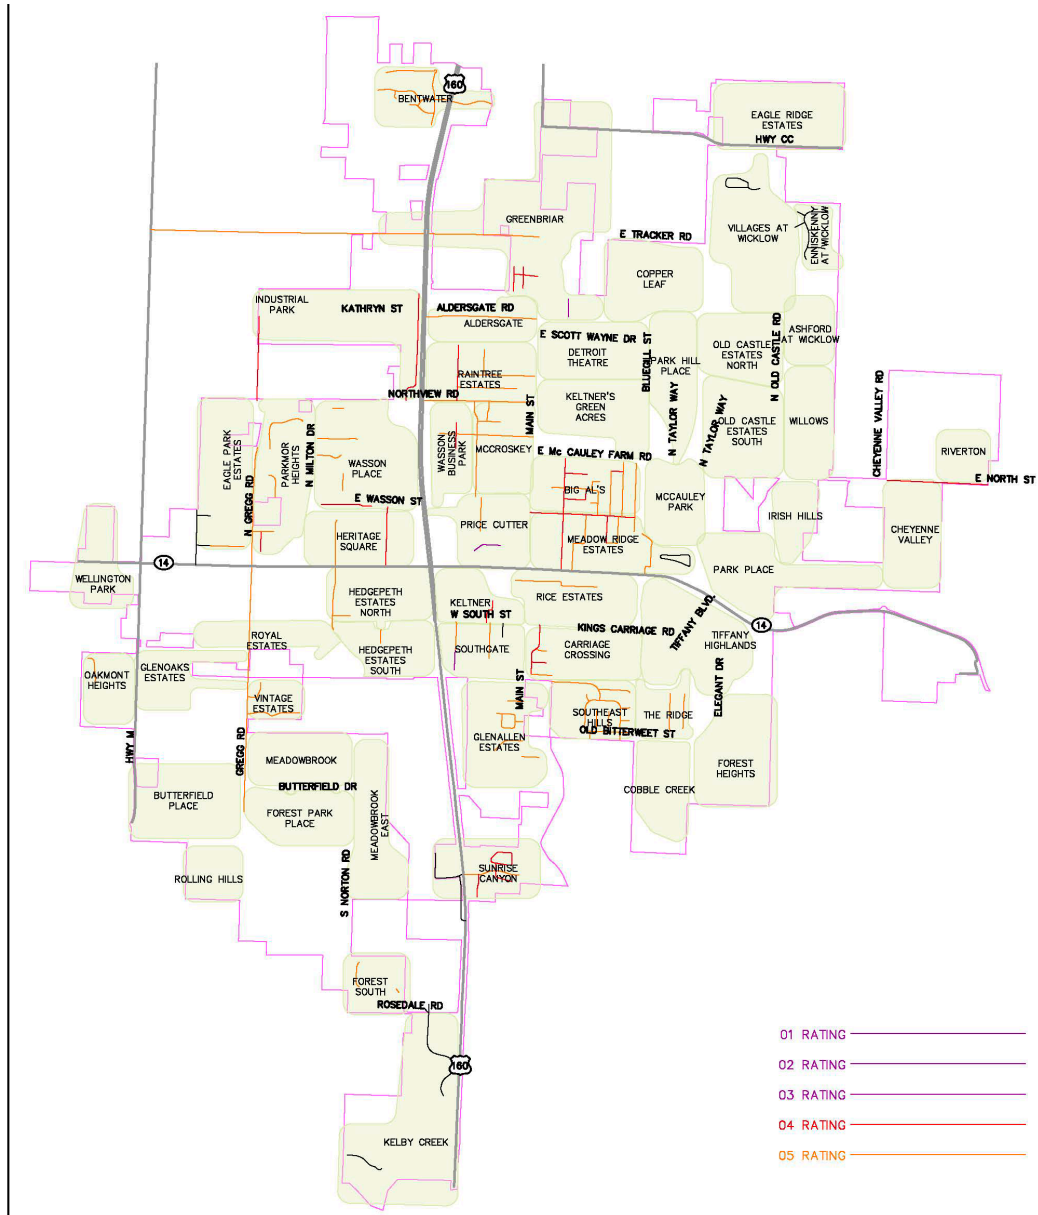 160
BENTWATER
EAGLE RIDGE
ESTATES
HWY CC
GREENBRIAR
E TRACKER RD
VILLAGES AT
WICKLOW
ENNISKENNY
AT WICKLOW
COPPER
LEAF
INDUSTRIAL
PARK
KATHRYN ST
ALDERSGATE RD
ALDERSGATE
E SCOTT WAYNE DR
DETROIT
THEATRE
BLUEGILL ST
PARK HILL
PLACE
OLD CASTLE
ESTATES
NORTH
N OLD CASTLE RD
ASHFORD
AT WICKLOW
RAINTREE
ESTATES
NORTHVIEW RD
MAIN ST
KELTNER'S
GREEN
ACRES
N TAYLOR WAY
N TAYLOR WAY
OLD CASTLE
ESTATES
SOUTH
WILLOWS
CHEYENNE VALLEY RD
RIVERTON
E NORTH ST
EAGLE PARK
ESTATES
N GREGG RD
PARKMOR
HEIGHTS
N MILTON DR
WASSON
PLACE
E WASSON ST
WASSON
BUSINESS
PARK
MCCROSKEY
E Mc CAULEY FARM RD
BIG AL'S
MCCAULEY
PARK
IRISH HILLS
CHEYENNE
VALLEY
HERITAGE
SQUARE
PRICE CUTTER
MEADOW RIDGE
ESTATES
14
PARK PLACE
WELLINGTON
PARK
HEDGEPETH
ESTATES
NORTH
KELTNER
W SOUTH ST
RICE ESTATES
KINGS CARRIAGE RD
TIFFANY BLVD.
14
TIFFANY
HIGHLANDS
ROYAL
ESTATES
HEDGEPETH
ESTATES
SOUTH
SOUTHGATE
CARRIAGE
CROSSING
OAKMONT
HEIGHTS
GLENOAKS
ESTATES
VINTAGE
ESTATES
MAIN ST
ELEGANT DR
SOUTHEAST
HILLS
THE RIDGE
OLD BITTERWEET ST
GLENALLEN
ESTATES
HWY M
GREGG RD
MEADOWBROOK
BUTTERFIELD DR
FOREST PARK
PLACE
MEADOWBROOK
EAST
BUTTERFIELD
PLACE
COBBLE CREEK
FOREST
HEIGHTS
ROLLING HILLS
S NORTON RD
SUNRISE
CANYON
FOREST
SOUTH
ROSEDALE RD
160
KELBY CREEK
01 RATING
02 RATING
03 RATING
04 RATING
05 RATING